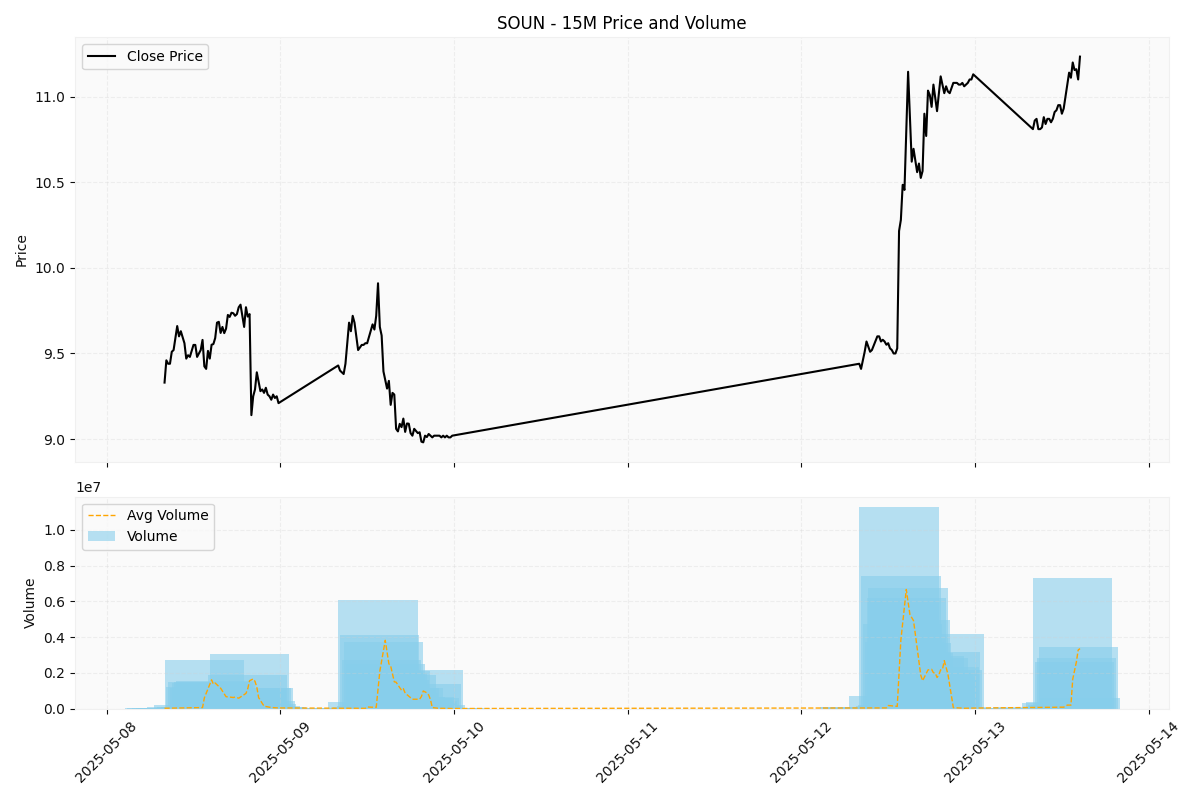 SOUN - 15M Price and Volume
Close Price
11.0
10.5
10.0
9.5
9.0
Price
1e7
Avg Volume
Volume
1.0
0.8
0.6
0.4
0.2
0.0
Volume
2025-05-08
2025-05-09
2025-05-10
2025-05-11
2025-05-12
2025-05-13
2025-05-14